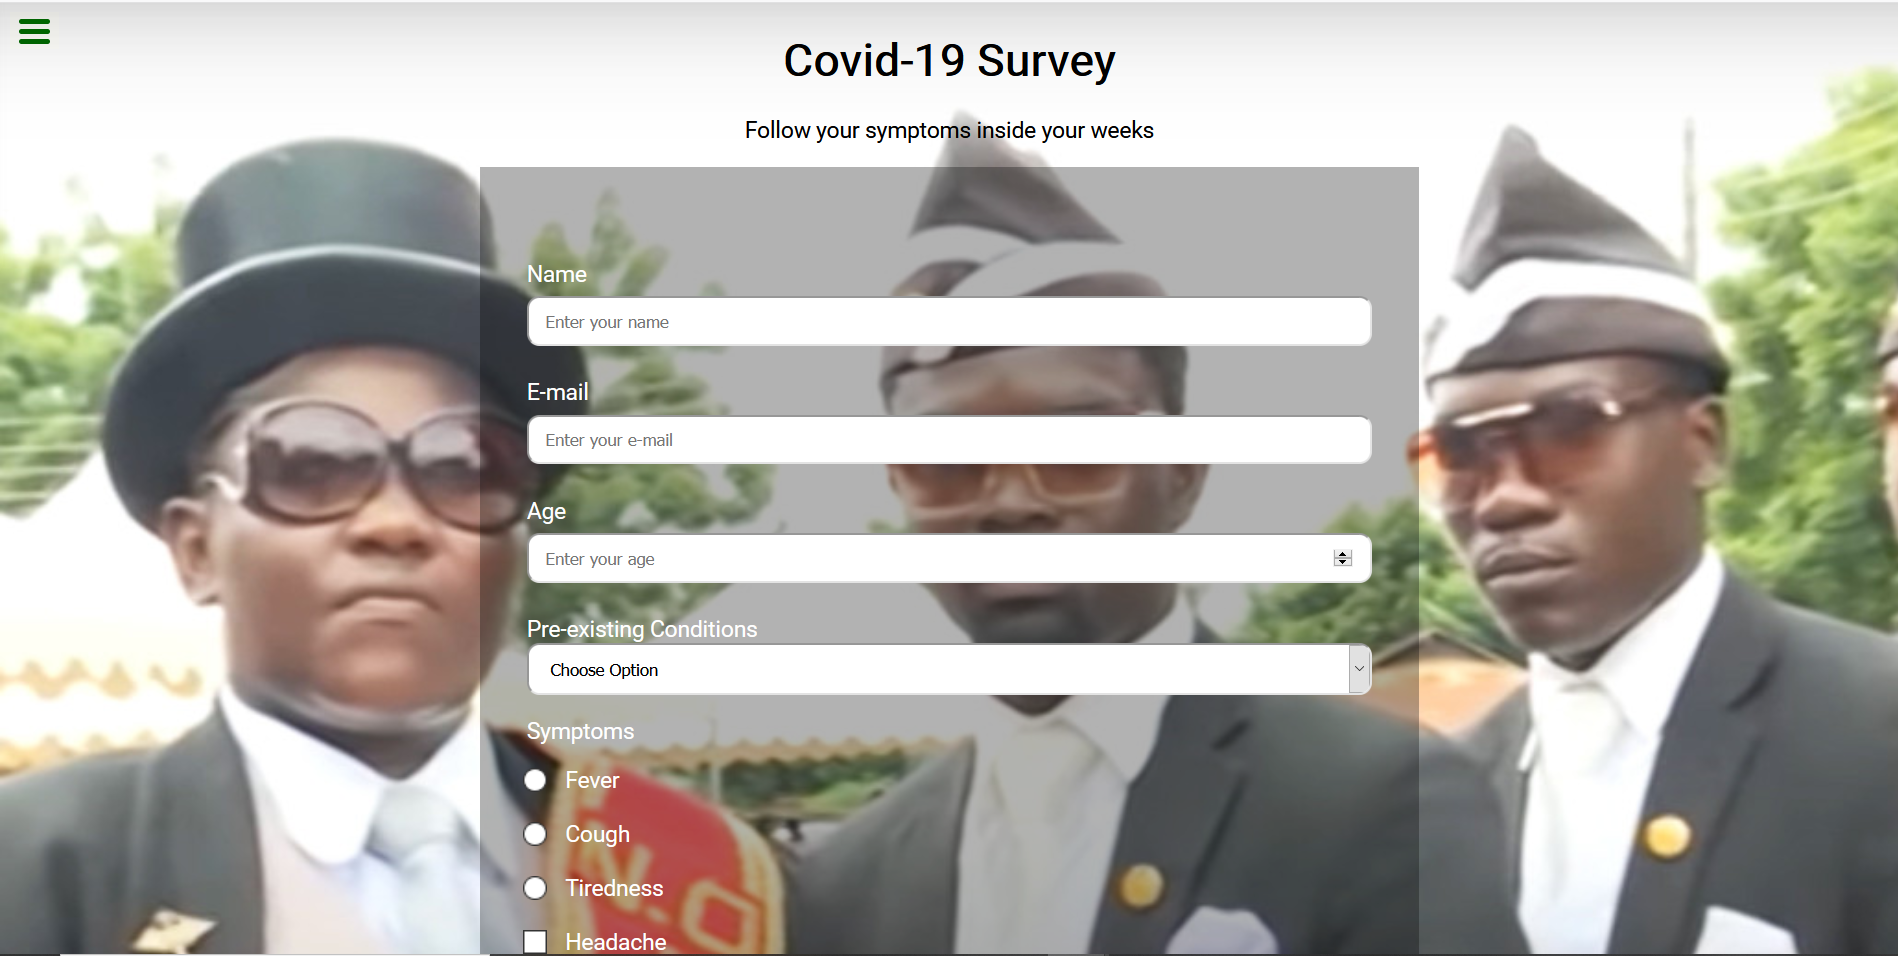 Covid-19 Survey
Follow your symptoms inside your weeks
Name
Enter your name
E-mail
Enter your e-mail
Age
Enter your age
Pre-existing Conditions
Choose Option
Symptoms
Fever
Cough
Tiredness
Headache
N.O